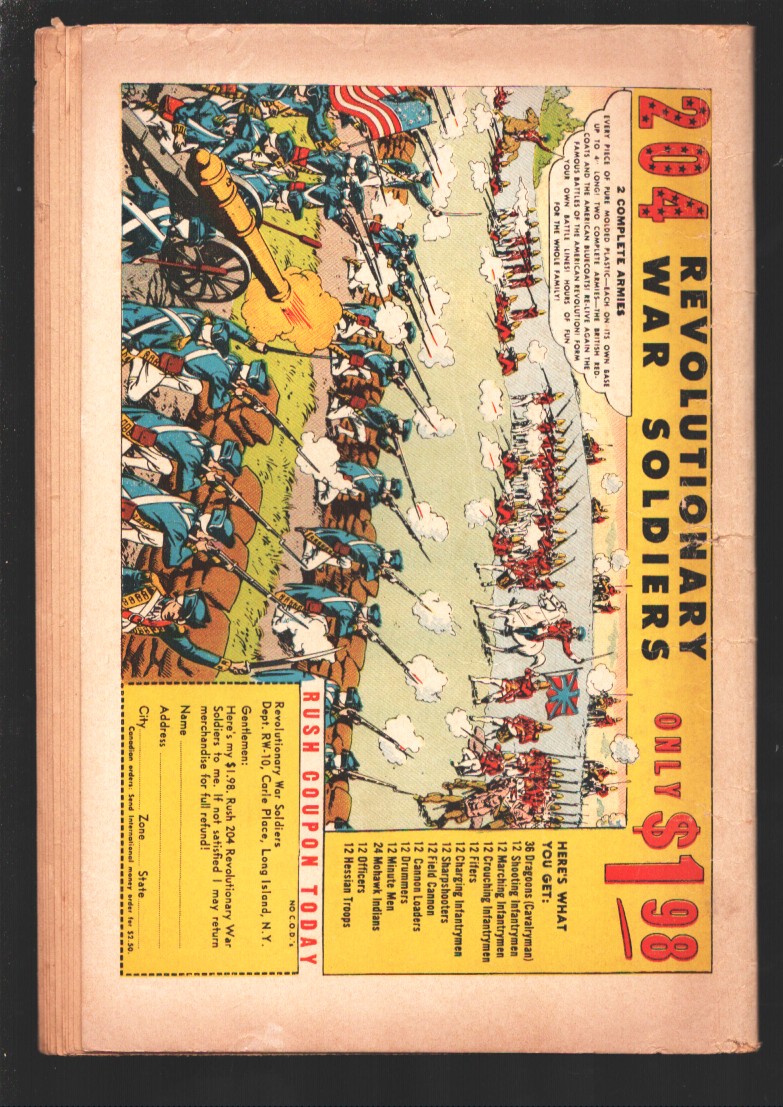 204 REVOLUTIONARY
WAR SOLDIERS
ONLY $1.98
2 COMPLETE ARMIES
EVERY PIECE OF PURE MOLDED PLASTIC—EACH ON ITS OWN BASE
UP TO 4" LONG! TWO COMPLETE ARMIES—THE BRITISH RED-
COATS AND THE AMERICAN BLUECOATS! RE-LIVE AGAIN THE
FAMOUS BATTLES OF THE AMERICAN REVOLUTION! FORM
YOUR OWN BATTLE LINES! HOURS OF FUN
FOR THE WHOLE FAMILY!
HERE'S WHAT
YOU GET:
36 Dragoons (Cavalryman)
12 Shooting Infantrymen
12 Marching Infantrymen
12 Crouching Infantrymen
12 Fifers
12 Charging Infantrymen
12 Sharpshooters
12 Field Cannon
12 Cannon Loaders
12 Drummers
12 Minute Men
24 Mohawk Indians
12 Officers
12 Hessian Troops
RUSH COUPON TODAY
NO C.O.D.'s
Revolutionary War Soldiers
Dept. RW-10, Carle Place, Long Island, N.Y.
Gentlemen:
Here's my $1.98. Rush 204 Revolutionary War
Soldiers to me. If not satisfied I may return
merchandise for full refund!
Name
Address
City Zone State
Canadian orders: Send International money order for $2.50.